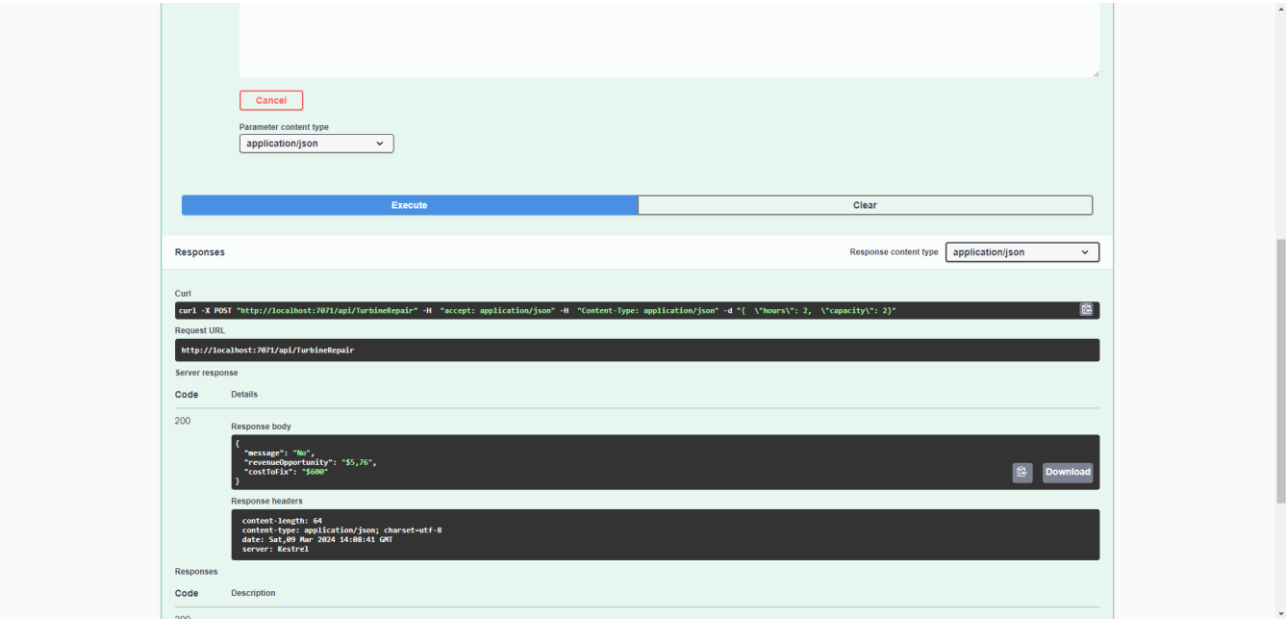 Cancel
Parameter content type
application/json
Execute
Clear
Responses
Response content type
application/json
Curl
curl -X POST "http://localhost:7071/api/TurbineRepair" -H "accept: application/json" -H "Content-Type: application/json" -d "{ \"hours\": 2, \"capacity\": 2}"
Request URL
http://localhost:7071/api/TurbineRepair
Server response
Code Details
200
Response body
{
"message": "No",
"revenueOpportunity": "$5,76",
"costToFix": "$600"
}
Download
Response headers
content-length: 64
content-type: application/json; charset=utf-8
date: Sat,09 Mar 2024 14:08:41 GMT
server: Kestrel
Responses
Code Description
200